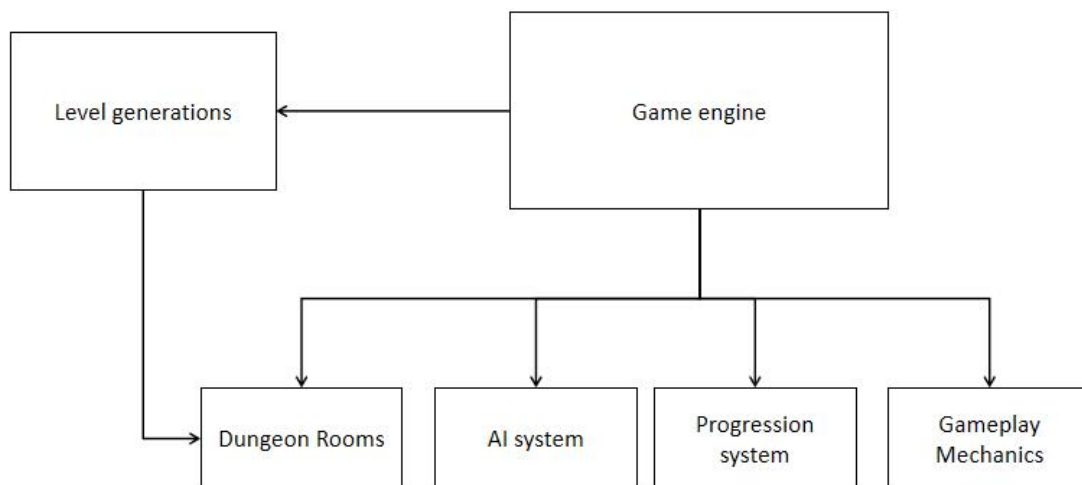 Level generations
Game engine
Dungeon Rooms
AI system
Progression
system
Gameplay
Mechanics